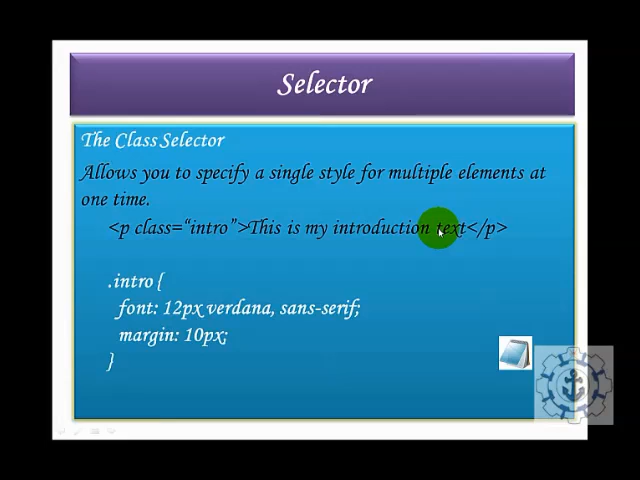 Selector
The Class Selector
Allows you to specify a single style for multiple elements at
one time.
<p class=“intro”>This is my introduction text</p>
.intro {
font: 12px verdana, sans-serif;
margin: 10px;
}